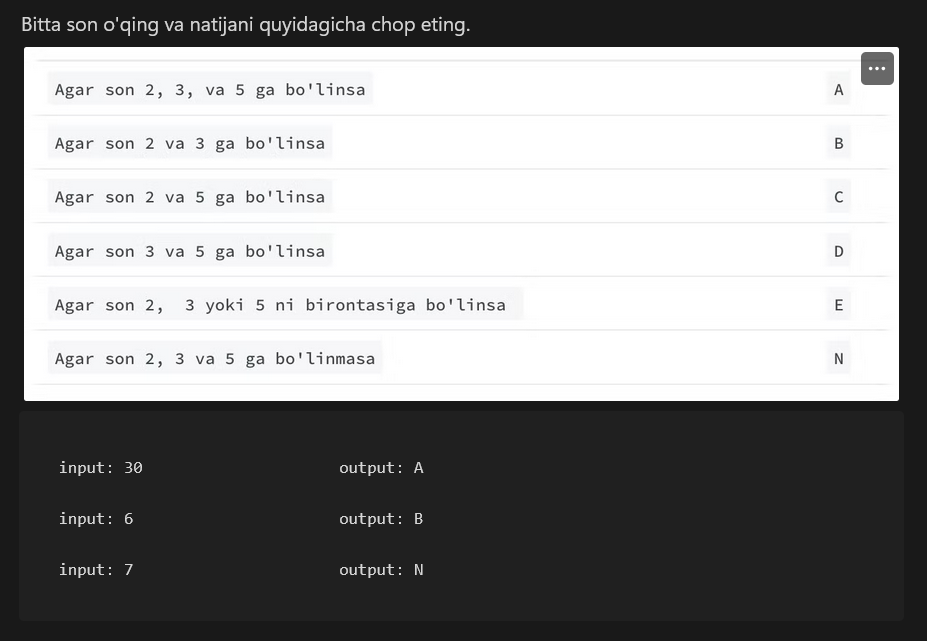 Bitta son o'qing va natijani quyidagicha chop eting.
Agar son 2, 3, va 5 ga bo'linsa A
Agar son 2 va 3 ga bo'linsa B
Agar son 2 va 5 ga bo'linsa C
Agar son 3 va 5 ga bo'linsa D
Agar son 2,  3 yoki 5 ni birontasiga bo'linsa E
Agar son 2, 3 va 5 ga bo'linmasa N
input: 30 output: A
input: 6 output: B
input: 7 output: N